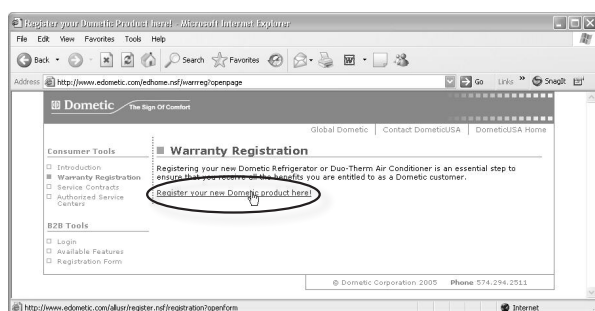 Register your Dometic Product here! - Microsoft Internet Explorer
File Edit View Favorites Tools Help
Back Search Favorites
Address http://www.edometic.com/edhome.nsf/warrreg?openpage Go Links » SnagIt
Dometic The Sign Of Comfort
Global Dometic | Contact DometicUSA | DometicUSA Home
Consumer Tools
Introduction
Warranty Registration
Service Contracts
Authorized Service
Centers
B2B Tools
Login
Available Features
Registration Form
Warranty Registration
Registering your new Dometic Refrigerator or Duo-Therm Air Conditioner is an essential step to
ensure that you receive all the benefits you are entitled to as a Dometic customer.
Register your new Dometic product here!
© Dometic Corporation 2005 Phone 574.294.2511
http://www.edometic.com/allusr/register.nsf/registration?openform Internet